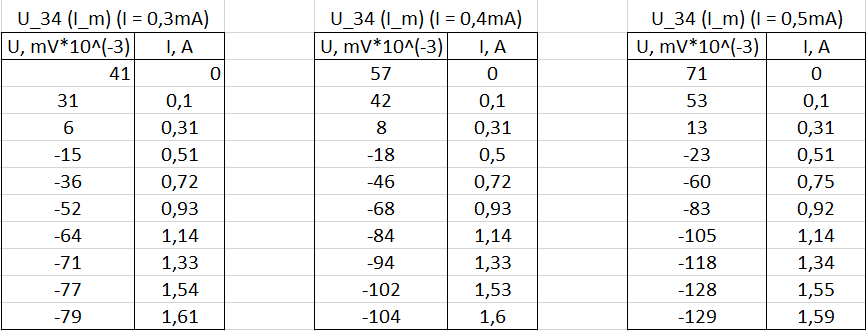 U_34 (I_m) (I = 0,3mA) U_34 (I_m) (I = 0,4mA) U_34 (I_m) (I = 0,5mA)
U, mV*10^(-3) I, A U, mV*10^(-3) I, A U, mV*10^(-3) I, A
41 0 57 0 71 0
31 0,1 42 0,1 53 0,1
6 0,31 8 0,31 13 0,31
-15 0,51 -18 0,5 -23 0,51
-36 0,72 -46 0,72 -60 0,75
-52 0,93 -68 0,93 -83 0,92
-64 1,14 -84 1,14 -105 1,14
-71 1,33 -94 1,33 -118 1,34
-77 1,54 -102 1,53 -128 1,55
-79 1,61 -104 1,6 -129 1,59